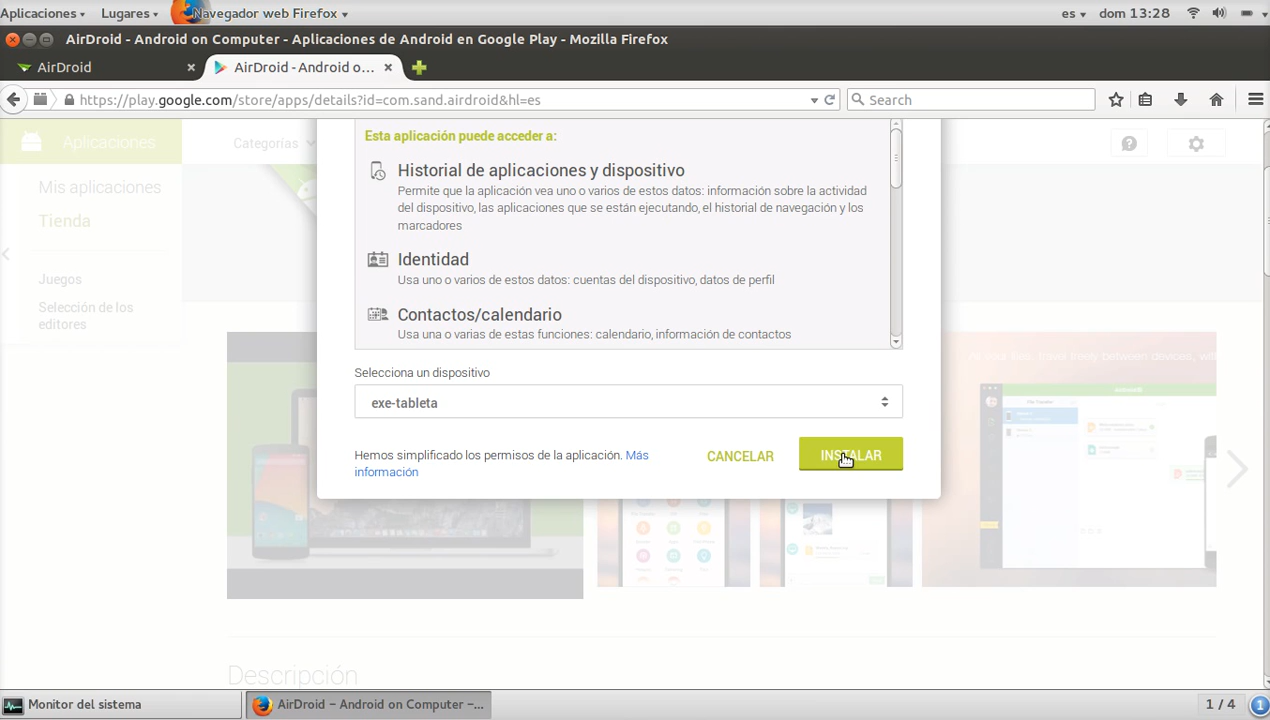 Aplicaciones Lugares Navegador web Firefox es dom 13:28
AirDroid - Android on Computer - Aplicaciones de Android en Google Play - Mozilla Firefox
AirDroid AirDroid - Android o...
https://play.google.com/store/apps/details?id=com.sand.airdroid&hl=es Search
Aplicaciones Categorías
Esta aplicación puede acceder a:
Mis aplicaciones
Tienda
Juegos
Selección de los
editores
Historial de aplicaciones y dispositivo
Permite que la aplicación vea uno o varios de estos datos: información sobre la actividad
del dispositivo, las aplicaciones que se están ejecutando, el historial de navegación y los
marcadores
Identidad
Usa uno o varios de estos datos: cuentas del dispositivo, datos de perfil
Contactos/calendario
Usa una o varias de estas funciones: calendario, información de contactos
Selecciona un dispositivo
exe-tableta
Hemos simplificado los permisos de la aplicación. Más
información
CANCELAR INSTALAR
Descripción
Monitor del sistema AirDroid – Android on Computer –... 1 / 4 1